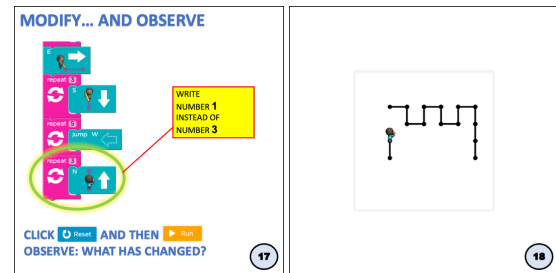 MODIFY... AND OBSERVE
E
repeat 3
S
repeat 5
jump W
repeat 3
N
WRITE
NUMBER 1
INSTEAD OF
NUMBER 3
CLICK Reset AND THEN Run
OBSERVE: WHAT HAS CHANGED?
17
18